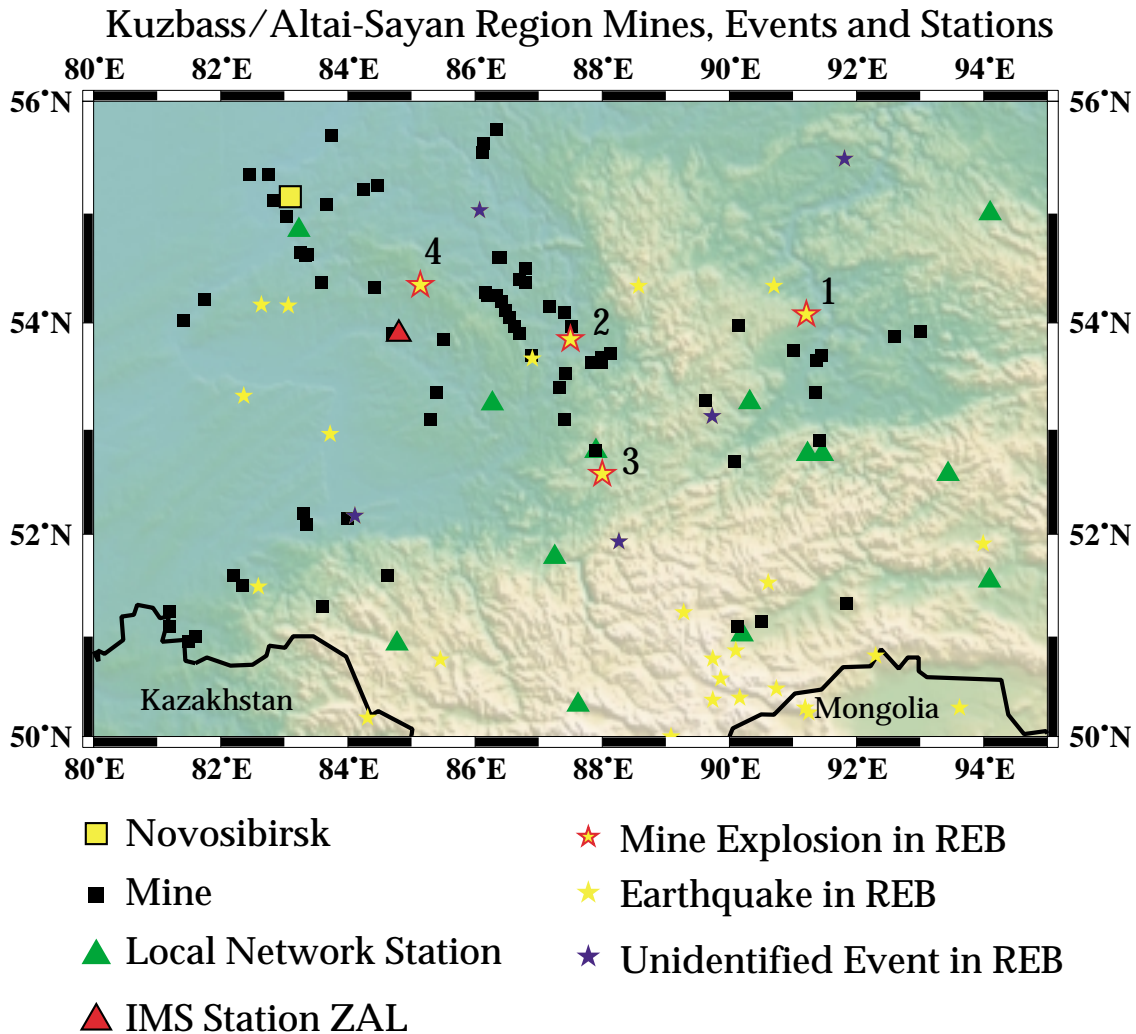 Kuzbass/Altai-Sayan Region Mines, Events and Stations
80˚E 82˚E 84˚E 86˚E 88˚E 90˚E 92˚E 94˚E
56˚N 56˚N
4
1
54˚N 2 54˚N
3
52˚N 52˚N
Kazakhstan Mongolia
50˚N 50˚N
80˚E 82˚E 84˚E 86˚E 88˚E 90˚E 92˚E 94˚E
Novosibirsk
Mine
Local Network Station
IMS Station ZAL
Mine Explosion in REB
Earthquake in REB
Unidentified Event in REB